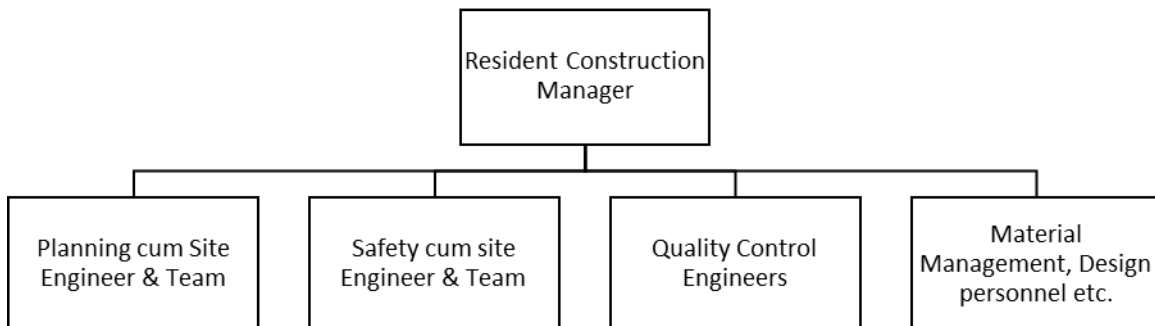 Resident Construction
Manager
Planning cum Site
Engineer & Team
Safety cum site
Engineer & Team
Quality Control
Engineers
Material
Management, Design
personnel etc.